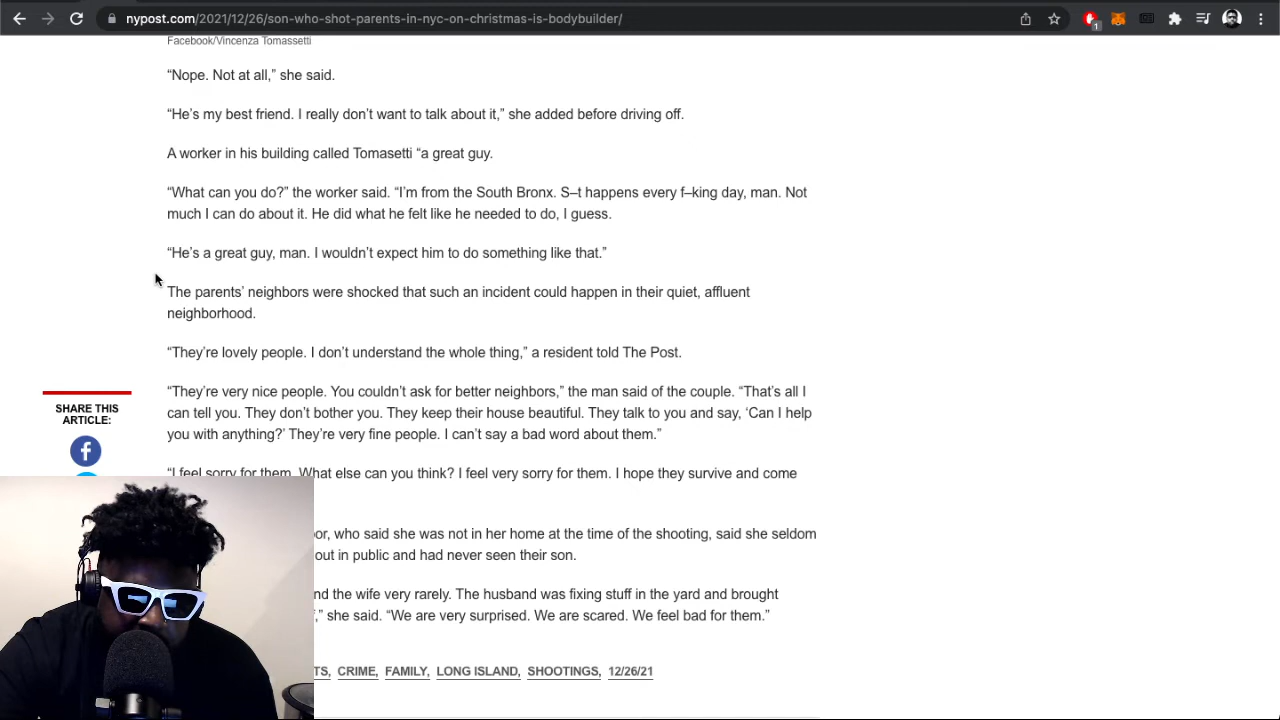 nypost.com/2021/12/26/son-who-shot-parents-in-nyc-on-christmas-is-bodybuilder/
1
Facebook/Vincenza Tomassetti
“Nope. Not at all,” she said.
“He’s my best friend. I really don’t want to talk about it,” she added before driving off.
A worker in his building called Tomasetti “a great guy.
“What can you do?” the worker said. “I’m from the South Bronx. S–t happens every f–king day, man. Not
much I can do about it. He did what he felt like he needed to do, I guess.
“He’s a great guy, man. I wouldn’t expect him to do something like that.”
The parents’ neighbors were shocked that such an incident could happen in their quiet, affluent
neighborhood.
“They’re lovely people. I don’t understand the whole thing,” a resident told The Post.
“They’re very nice people. You couldn’t ask for better neighbors,” the man said of the couple. “That’s all I
can tell you. They don’t bother you. They keep their house beautiful. They talk to you and say, ‘Can I help
you with anything?’ They’re very fine people. I can’t say a bad word about them.”
SHARE THIS
ARTICLE:
“I feel sorry for them. What else can you think? I feel very sorry for them. I hope they survive and come
or, who said she was not in her home at the time of the shooting, said she seldom
out in public and had never seen their son.
nd the wife very rarely. The husband was fixing stuff in the yard and brought
,” she said. “We are very surprised. We are scared. We feel bad for them.”
TS, CRIME, FAMILY, LONG ISLAND, SHOOTINGS, 12/26/21